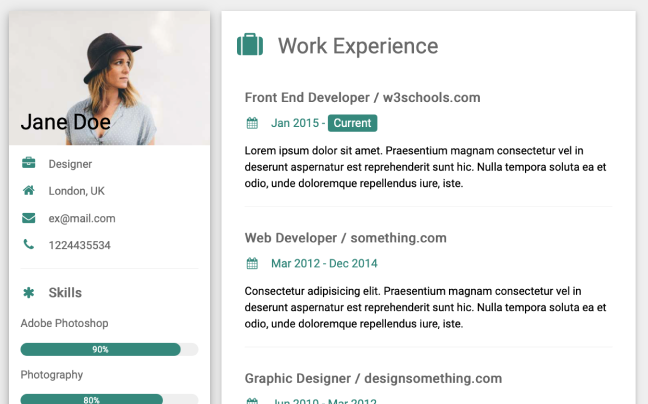 Jane Doe
Designer
London, UK
ex@mail.com
1224435534
Skills
Adobe Photoshop
90%
Photography
80%
Work Experience
Front End Developer / w3schools.com
Jan 2015 - Current
Lorem ipsum dolor sit amet. Praesentium magnam consectetur vel in
deserunt aspernatur est reprehenderit sunt hic. Nulla tempora soluta ea et
odio, unde doloremque repellendus iure, iste.
Web Developer / something.com
Mar 2012 - Dec 2014
Consectetur adipisicing elit. Praesentium magnam consectetur vel in
deserunt aspernatur est reprehenderit sunt hic. Nulla tempora soluta ea et
odio, unde doloremque repellendus iure, iste.
Graphic Designer / designsomething.com
Jun 2010 - Mar 2012